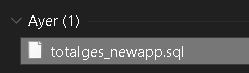 Ayer (1)
totalges_newapp.sql